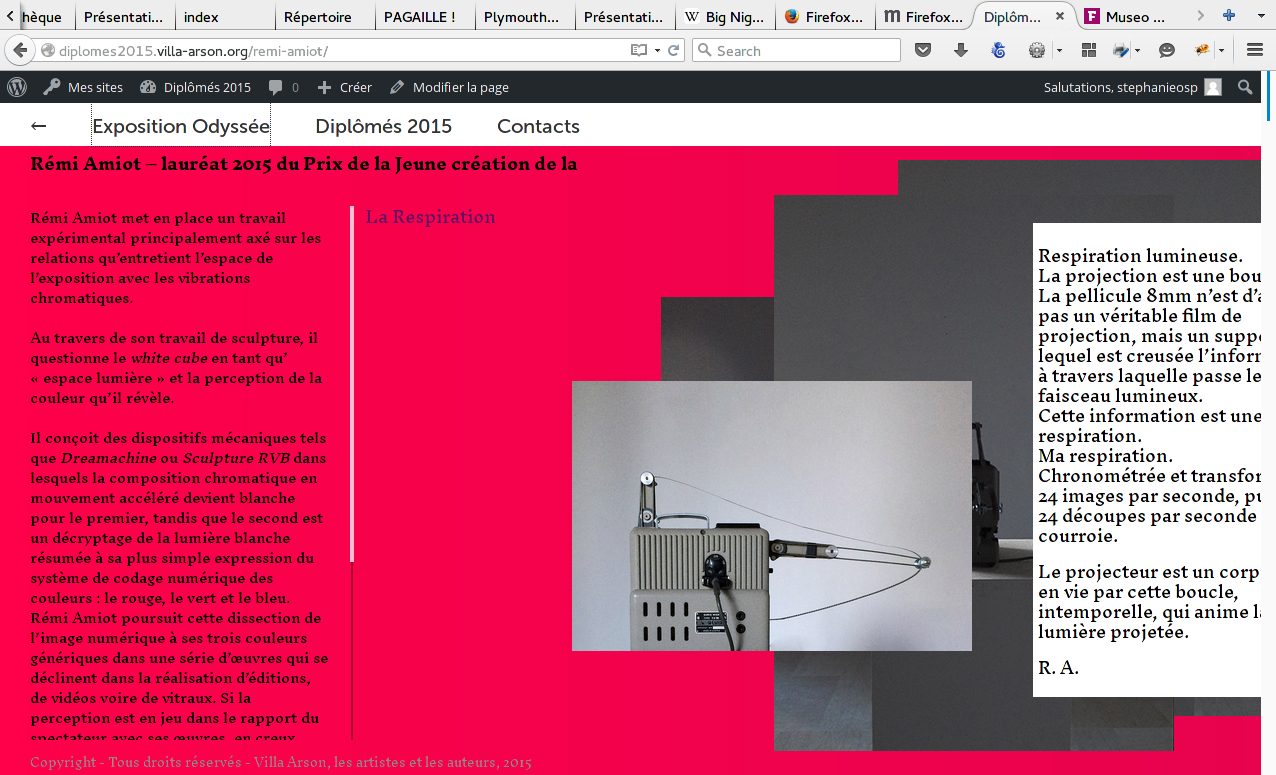 hèque
Présentati...
index
Répertoire
PAGAILLE !
Plymouth...
Présentati...
W Big Nig...
Firefox...
m Firefox...
Diplôm...
F Museo ...
diplomes2015.villa-arson.org/remi-amiot/
Search
Mes sites
Diplômés 2015
0
Créer
Modifier la page
Salutations, stephanieosp
← Exposition Odyssée
Diplômés 2015
Contacts
Rémi Amiot – lauréat 2015 du Prix de la Jeune création de la
Rémi Amiot met en place un travail
expérimental principalement axé sur les
relations qu’entretient l’espace de
l’exposition avec les vibrations
chromatiques.
Au travers de son travail de sculpture, il
questionne le white cube en tant qu’
« espace lumière » et la perception de la
couleur qu’il révèle.
Il conçoit des dispositifs mécaniques tels
que Dreamachine ou Sculpture RVB dans
lesquels la composition chromatique en
mouvement accéléré devient blanche
pour le premier, tandis que le second est
un décryptage de la lumière blanche
résumée à sa plus simple expression du
système de codage numérique des
couleurs : le rouge, le vert et le bleu.
Rémi Amiot poursuit cette dissection de
l’image numérique à ses trois couleurs
génériques dans une série d’œuvres qui se
déclinent dans la réalisation d’éditions,
de vidéos voire de vitraux. Si la
perception est en jeu dans le rapport du
spectateur avec ses œuvres, en creux
La Respiration
Respiration lumineuse.
La projection est une bou
La pellicule 8mm n’est d’a
pas un véritable film de
projection, mais un supp
lequel est creusée l’inform
à travers laquelle passe le
faisceau lumineux.
Cette information est une
respiration.
Ma respiration.
Chronométrée et transfor
24 images par seconde, pu
24 découpes par seconde
courroie.
Le projecteur est un corp
en vie par cette boucle,
intemporelle, qui anime la
lumière projetée.
R. A.
Copyright - Tous droits réservés - Villa Arson, les artistes et les auteurs, 2015